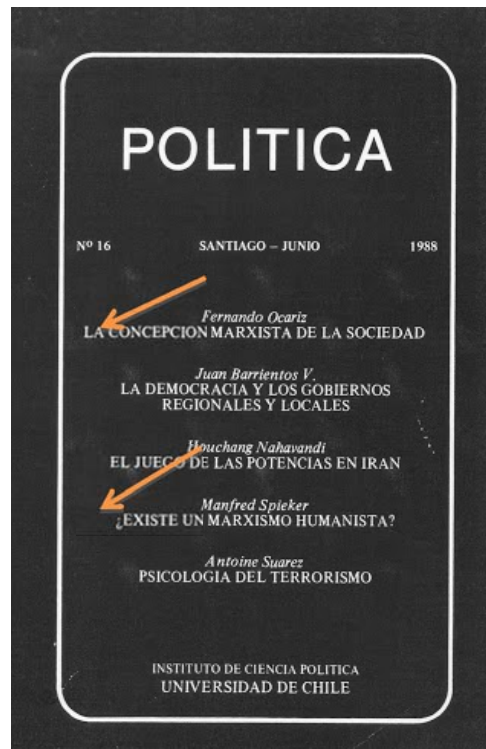 POLITICA
Nº 16 SANTIAGO – JUNIO 1988
Fernando Ocariz
LA CONCEPCION MARXISTA DE LA SOCIEDAD
Juan Barrientos V.
LA DEMOCRACIA Y LOS GOBIERNOS
REGIONALES Y LOCALES
Houchang Nahavandi
EL JUEGO DE LAS POTENCIAS EN IRAN
Manfred Spieker
¿EXISTE UN MARXISMO HUMANISTA?
Antoine Suarez
PSICOLOGIA DEL TERRORISMO
INSTITUTO DE CIENCIA POLITICA
UNIVERSIDAD DE CHILE